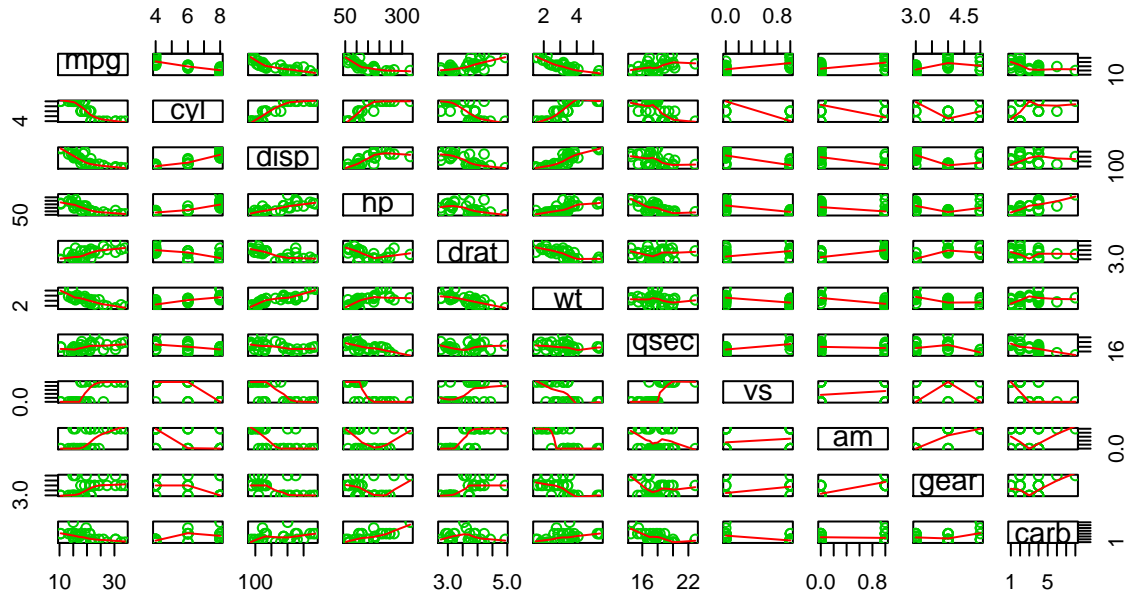 4 6 8 50 300 2 4 0.0 0.8 3.0 4.5
mpg 10
4 cyl
disp 100
50 hp
drat 3.0
2 wt
qsec 16
0.0 vs
am 0.0
3.0 gear
carb 1
10 30 100 3.0 5.0 16 22 0.0 0.8 1 5